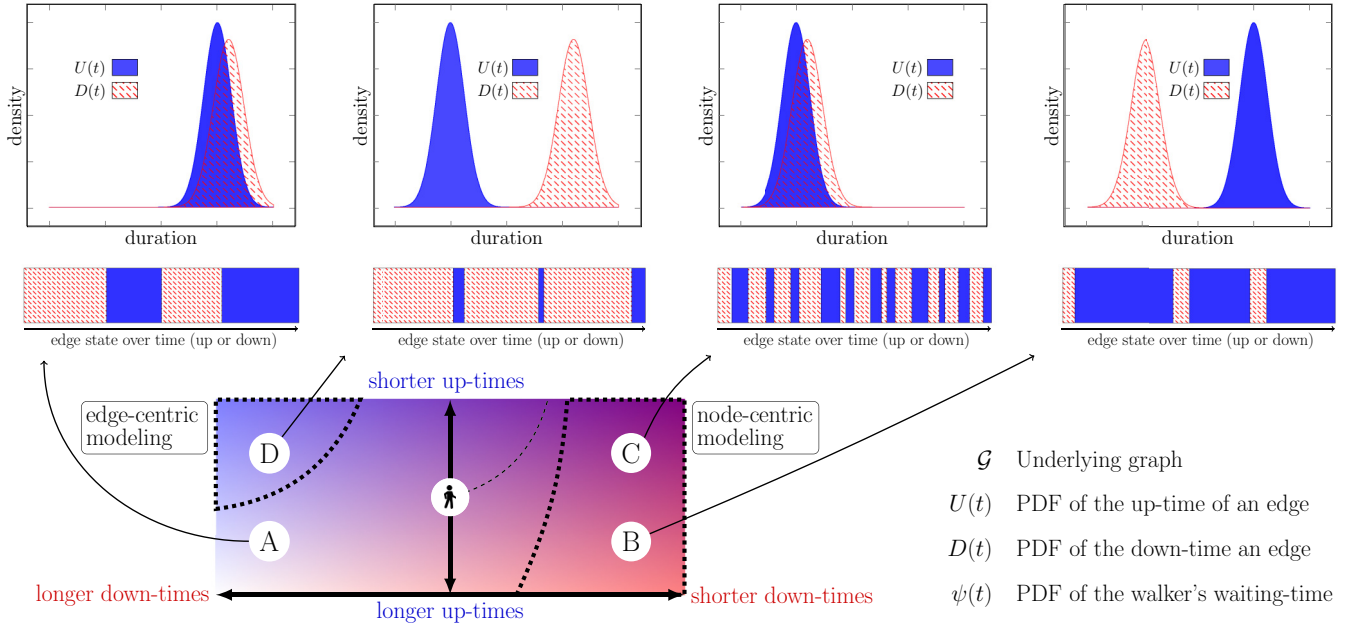 U(t)
D(t)
density
duration
edge state over time (up or down)
U(t)
D(t)
density
duration
edge state over time (up or down)
U(t)
D(t)
density
duration
edge state over time (up or down)
U(t)
D(t)
density
duration
edge state over time (up or down)
shorter up-times
edge-centric
modeling
node-centric
modeling
D
C
A
B
longer down-times
longer up-times
shorter down-times
𝒢 Underlying graph
U(t) PDF of the up-time of an edge
D(t) PDF of the down-time an edge
ψ(t) PDF of the walker's waiting-time